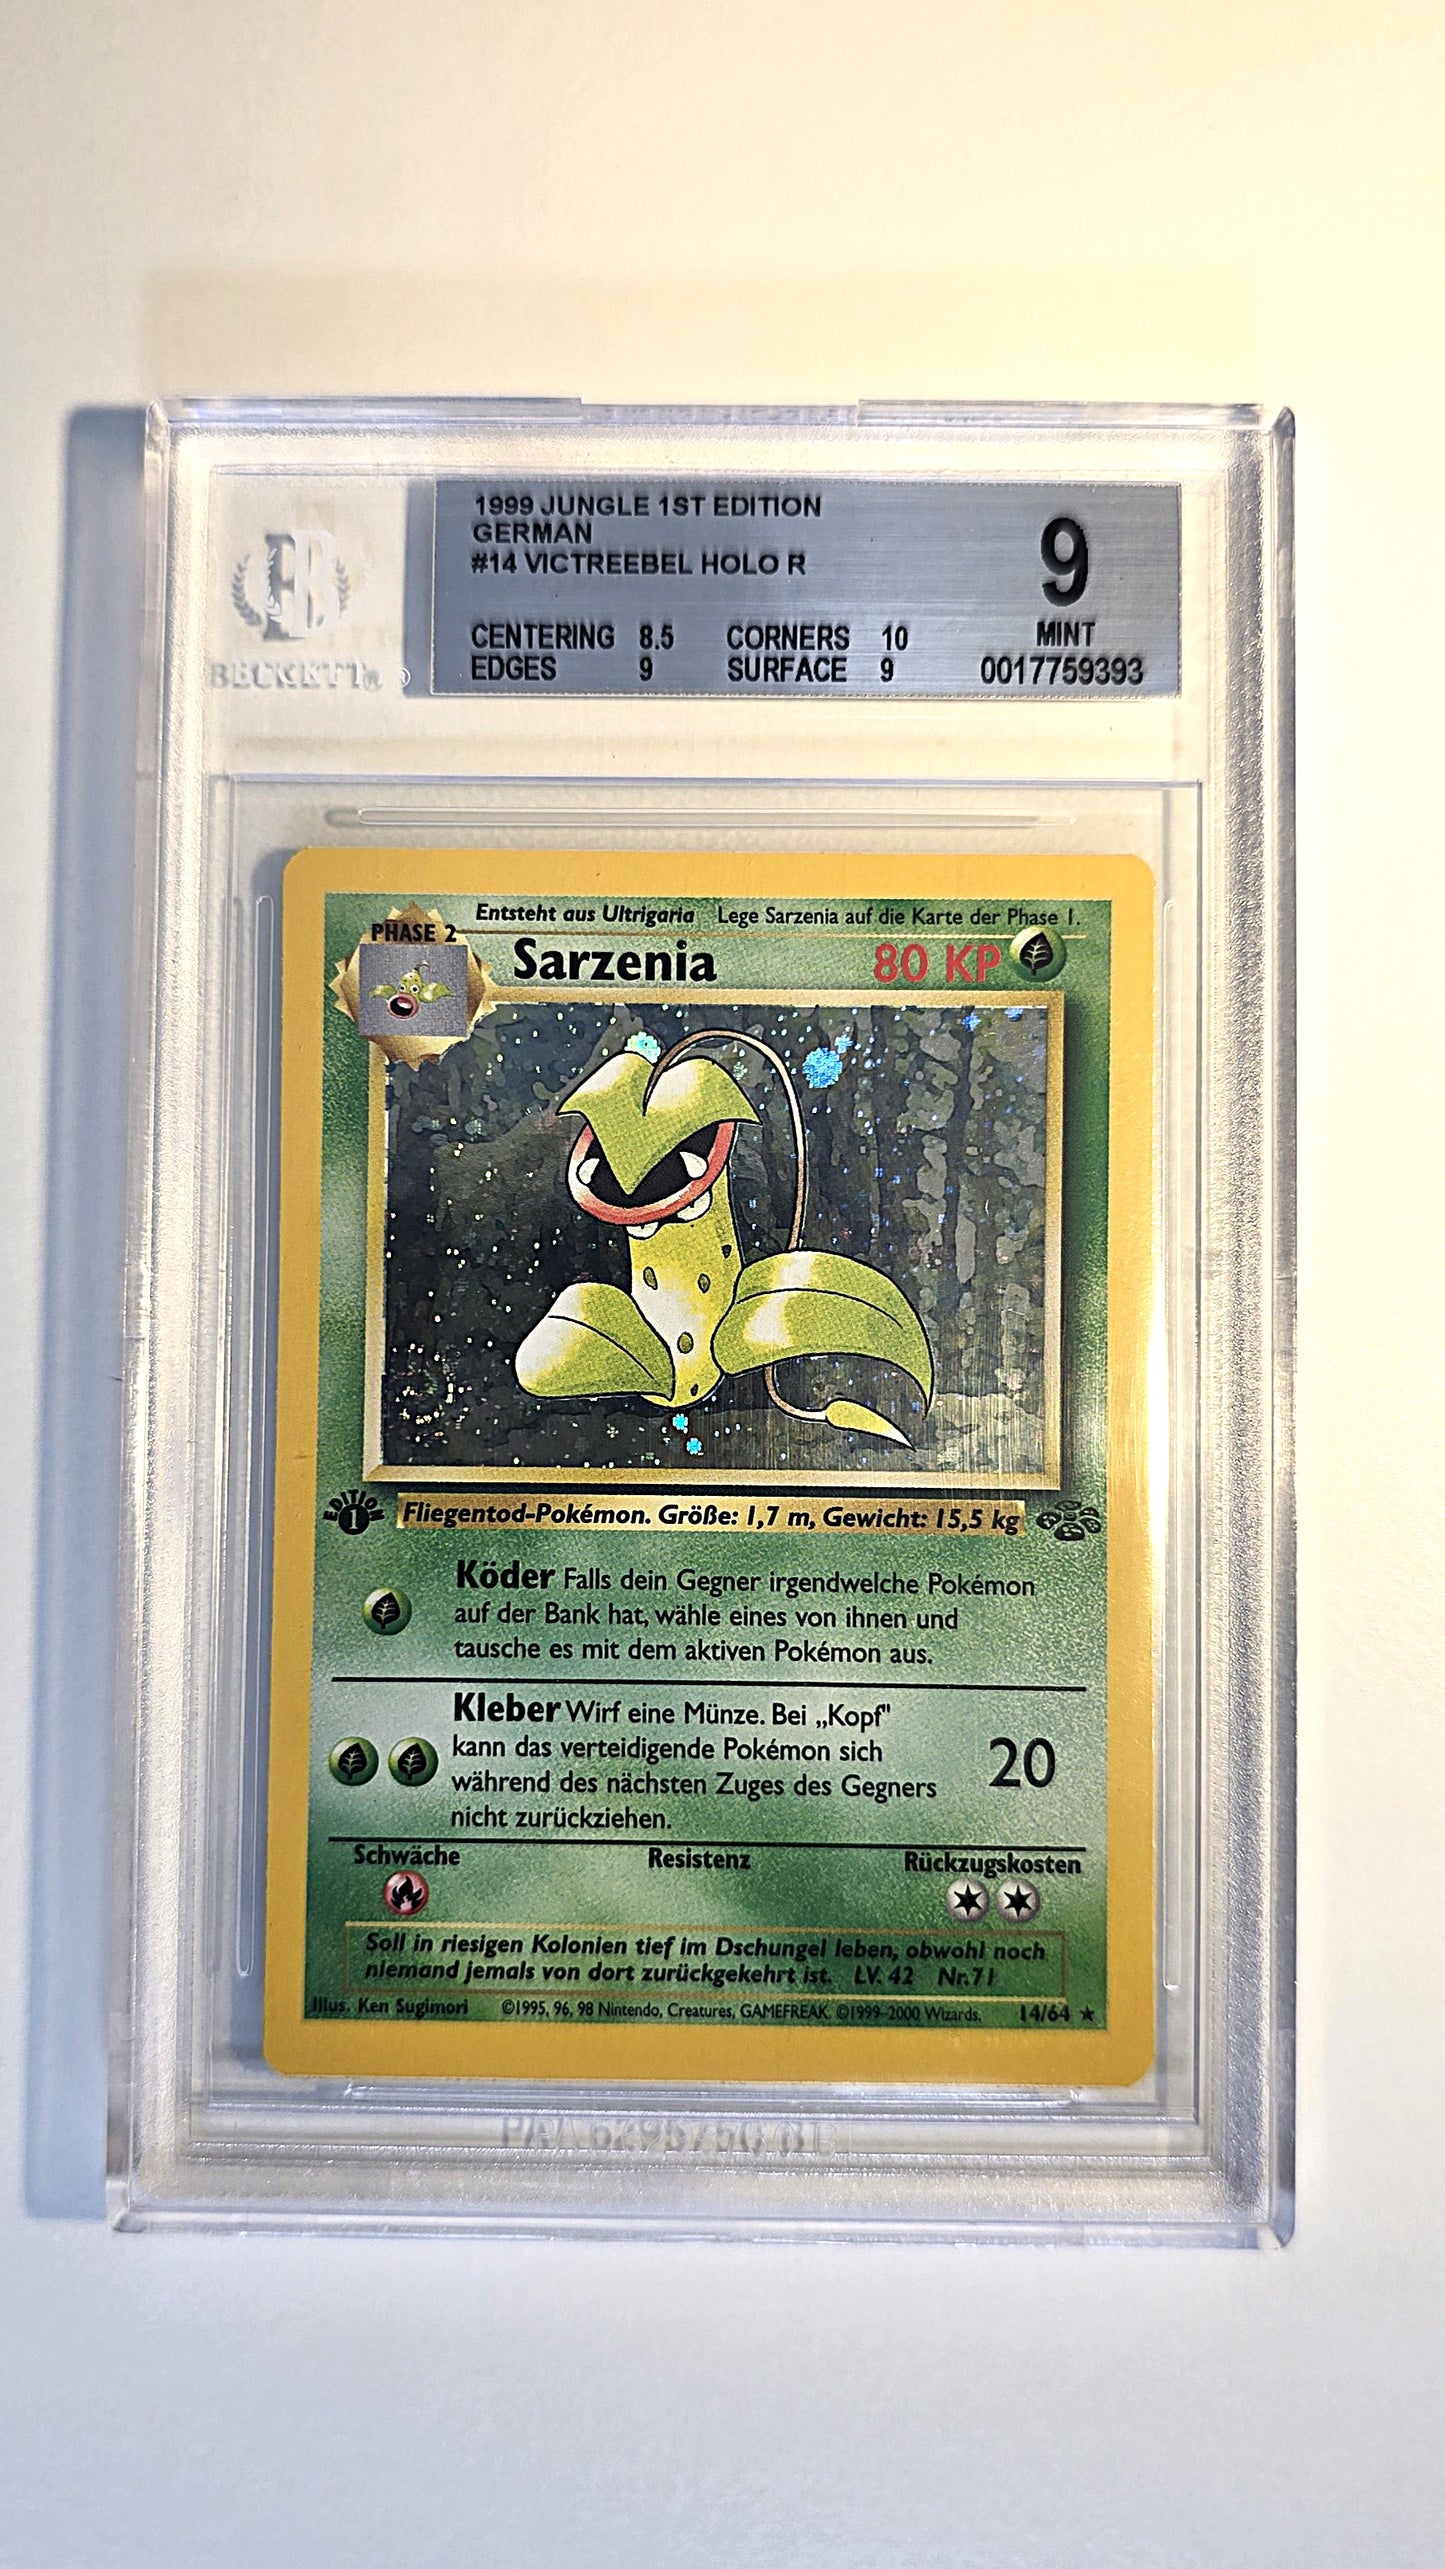 1999 JUNGLE 1ST EDITION
GERMAN
#14 VICTREEBEL HOLO R
9
CENTERING 8.5 CORNERS 10 MINT
EDGES 9 SURFACE 9 0017759393
BECKETT®
Entsteht aus Ultrigaria Lege Sarzenia auf die Karte der Phase 1.
PHASE 2
Sarzenia 80 KP
EDITION 1
Fliegentod-Pokémon. Größe: 1,7 m, Gewicht: 15,5 kg
Köder Falls dein Gegner irgendwelche Pokémon
auf der Bank hat, wähle eines von ihnen und
tausche es mit dem aktiven Pokémon aus.
Kleber Wirf eine Münze. Bei „Kopf"
kann das verteidigende Pokémon sich
während des nächsten Zuges des Gegners
nicht zurückziehen.
20
Schwäche Resistenz Rückzugskosten
Soll in riesigen Kolonien tief im Dschungel leben, obwohl noch
niemand jemals von dort zurückgekehrt ist. LV. 42 Nr.71
Illus. Ken Sugimori ©1995, 96, 98 Nintendo, Creatures, GAMEFREAK. ©1999-2000 Wizards. 14/64 ★